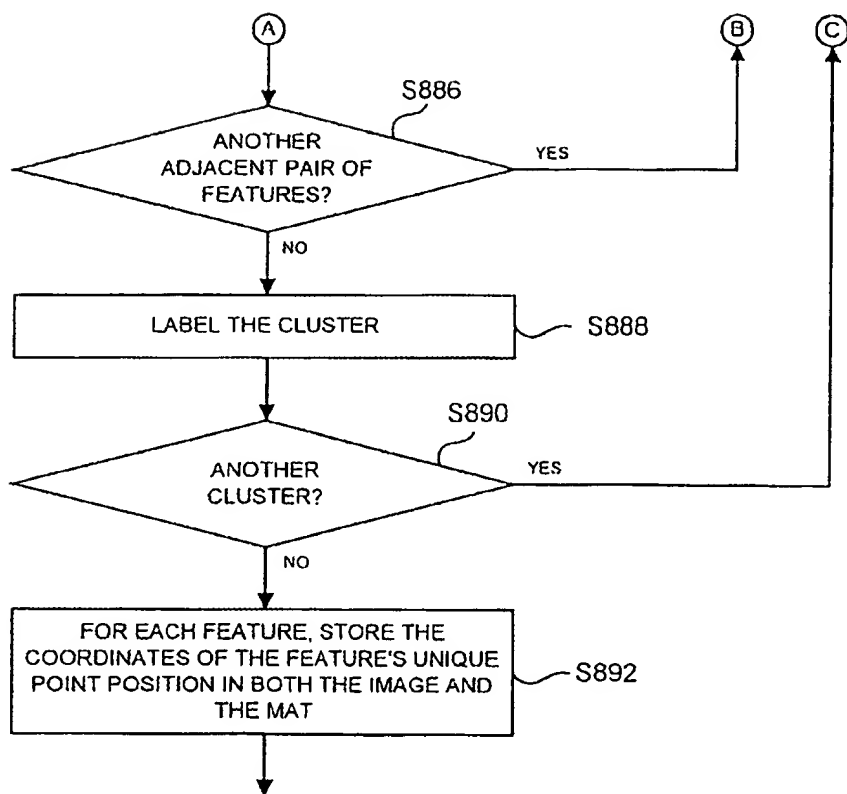 A
B
C
S886
ANOTHER
ADJACENT PAIR OF
FEATURES?
YES
NO
LABEL THE CLUSTER
S888
S890
ANOTHER
CLUSTER?
YES
NO
FOR EACH FEATURE, STORE THE
COORDINATES OF THE FEATURE'S UNIQUE
POINT POSITION IN BOTH THE IMAGE AND
THE MAT
S892